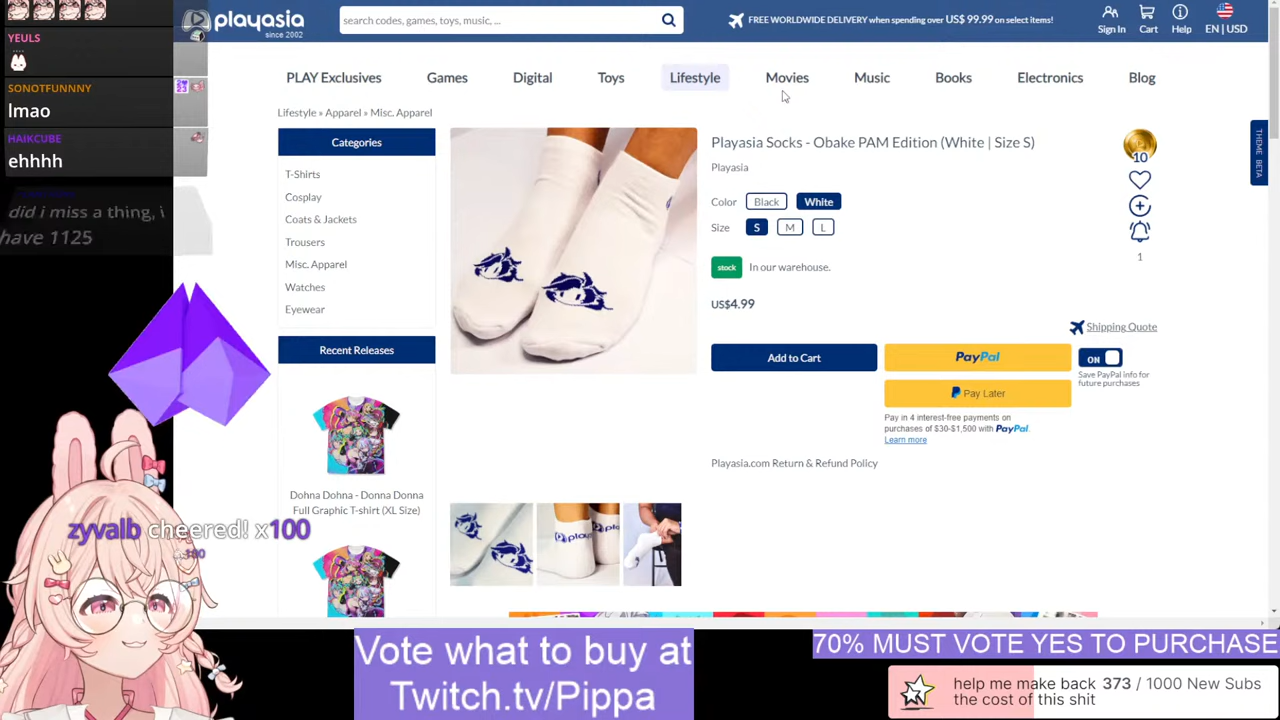 playasia
since 2002
search codes, games, toys, music, ...
FREE WORLDWIDE DELIVERY when spending over US$ 99.99 on select items!
Sign In
Cart
Help
EN | USD
YEULS
SONOTFUNNNY
lmao
HAIKCUBE
ehhhh
did i miss a thing, i
have 1125
PLAY Exclusives
Games
Digital
Toys
Lifestyle
Movies
Music
Books
Electronics
Blog
Lifestyle » Apparel » Misc. Apparel
Categories
T-Shirts
Cosplay
Coats & Jackets
Trousers
Misc. Apparel
Watches
Eyewear
Recent Releases
Dohna Dohna - Donna Donna
Full Graphic T-shirt (XL Size)
Playasia Socks - Obake PAM Edition (White | Size S)
Playasia
Color Black White
Size S M L
stock In our warehouse.
US$4.99
10
1
THEME BETA
Shipping Quote
Add to Cart
PayPal
ON
Save PayPal info for
future purchases
Pay Later
Pay in 4 interest-free payments on
purchases of $30-$1,500 with PayPal.
Learn more
Playasia.com Return & Refund Policy
zyvalb cheered! x100
100
Vote what to buy at
Twitch.tv/Pippa
70% MUST VOTE YES TO PURCHASE
help me make back 373 / 1000 New Subs
the cost of this shit